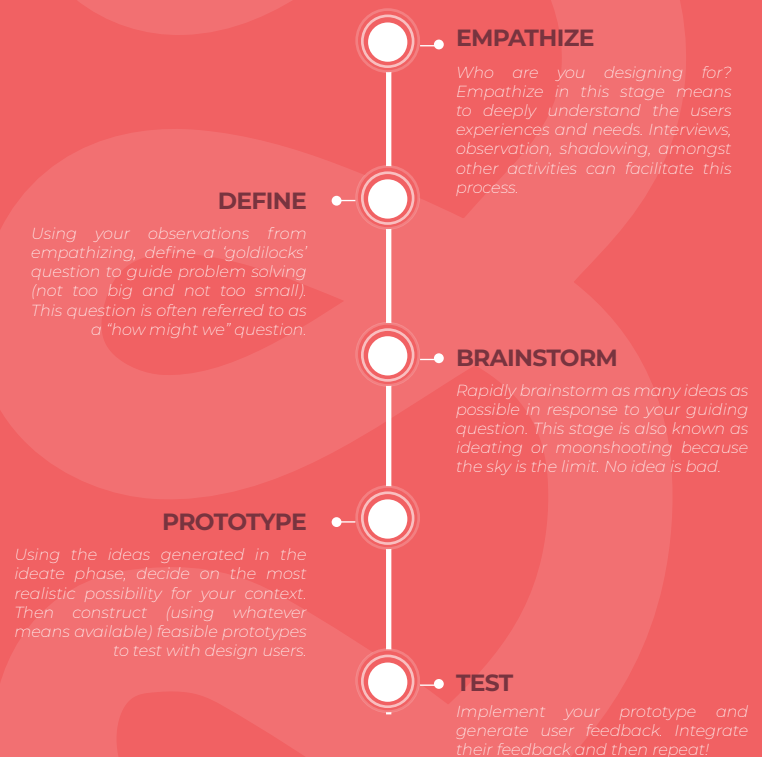 EMPATHIZE
Who are you designing for?
Empathize in this stage means
to deeply understand the users
experiences and needs. Interviews,
observation, shadowing, amongst
other activities can facilitate this
process.
DEFINE
Using your observations from
empathizing, define a ‘goldilocks’
question to guide problem solving
(not too big and not too small).
This question is often referred to as
a “how might we” question.
BRAINSTORM
Rapidly brainstorm as many ideas as
possible in response to your guiding
question. This stage is also known as
ideating or moonshooting because
the sky is the limit. No idea is bad.
PROTOTYPE
Using the ideas generated in the
ideate phase, decide on the most
realistic possibility for your context.
Then construct (using whatever
means available) feasible prototypes
to test with design users.
TEST
Implement your prototype and
generate user feedback. Integrate
their feedback and then repeat!